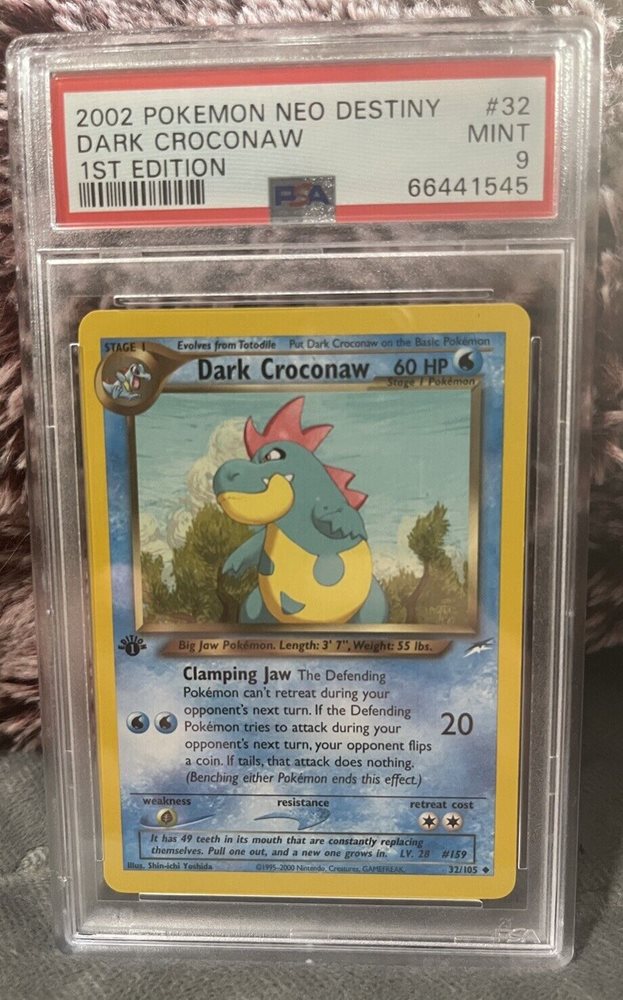 2002 POKEMON NEO DESTINY #32
DARK CROCONAW MINT
1ST EDITION 9
PSA 66441545
STAGE 1 Evolves from Totodile Put Dark Croconaw on the Basic Pokémon
Dark Croconaw 60 HP
Stage 1 Pokémon
EDITION
1
Big Jaw Pokémon. Length: 3' 7", Weight: 55 lbs.
Clamping Jaw The Defending
Pokémon can't retreat during your
opponent's next turn. If the Defending
Pokémon tries to attack during your 20
opponent's next turn, your opponent flips
a coin. If tails, that attack does nothing.
(Benching either Pokémon ends this effect.)
weakness resistance retreat cost
It has 49 teeth in its mouth that are constantly replacing
themselves. Pull one out, and a new one grows in. LV. 28 #159
Illus. Shin-ichi Yoshida ©1995-2000 Nintendo, Creatures, GAMEFREAK. 32/105
PSA